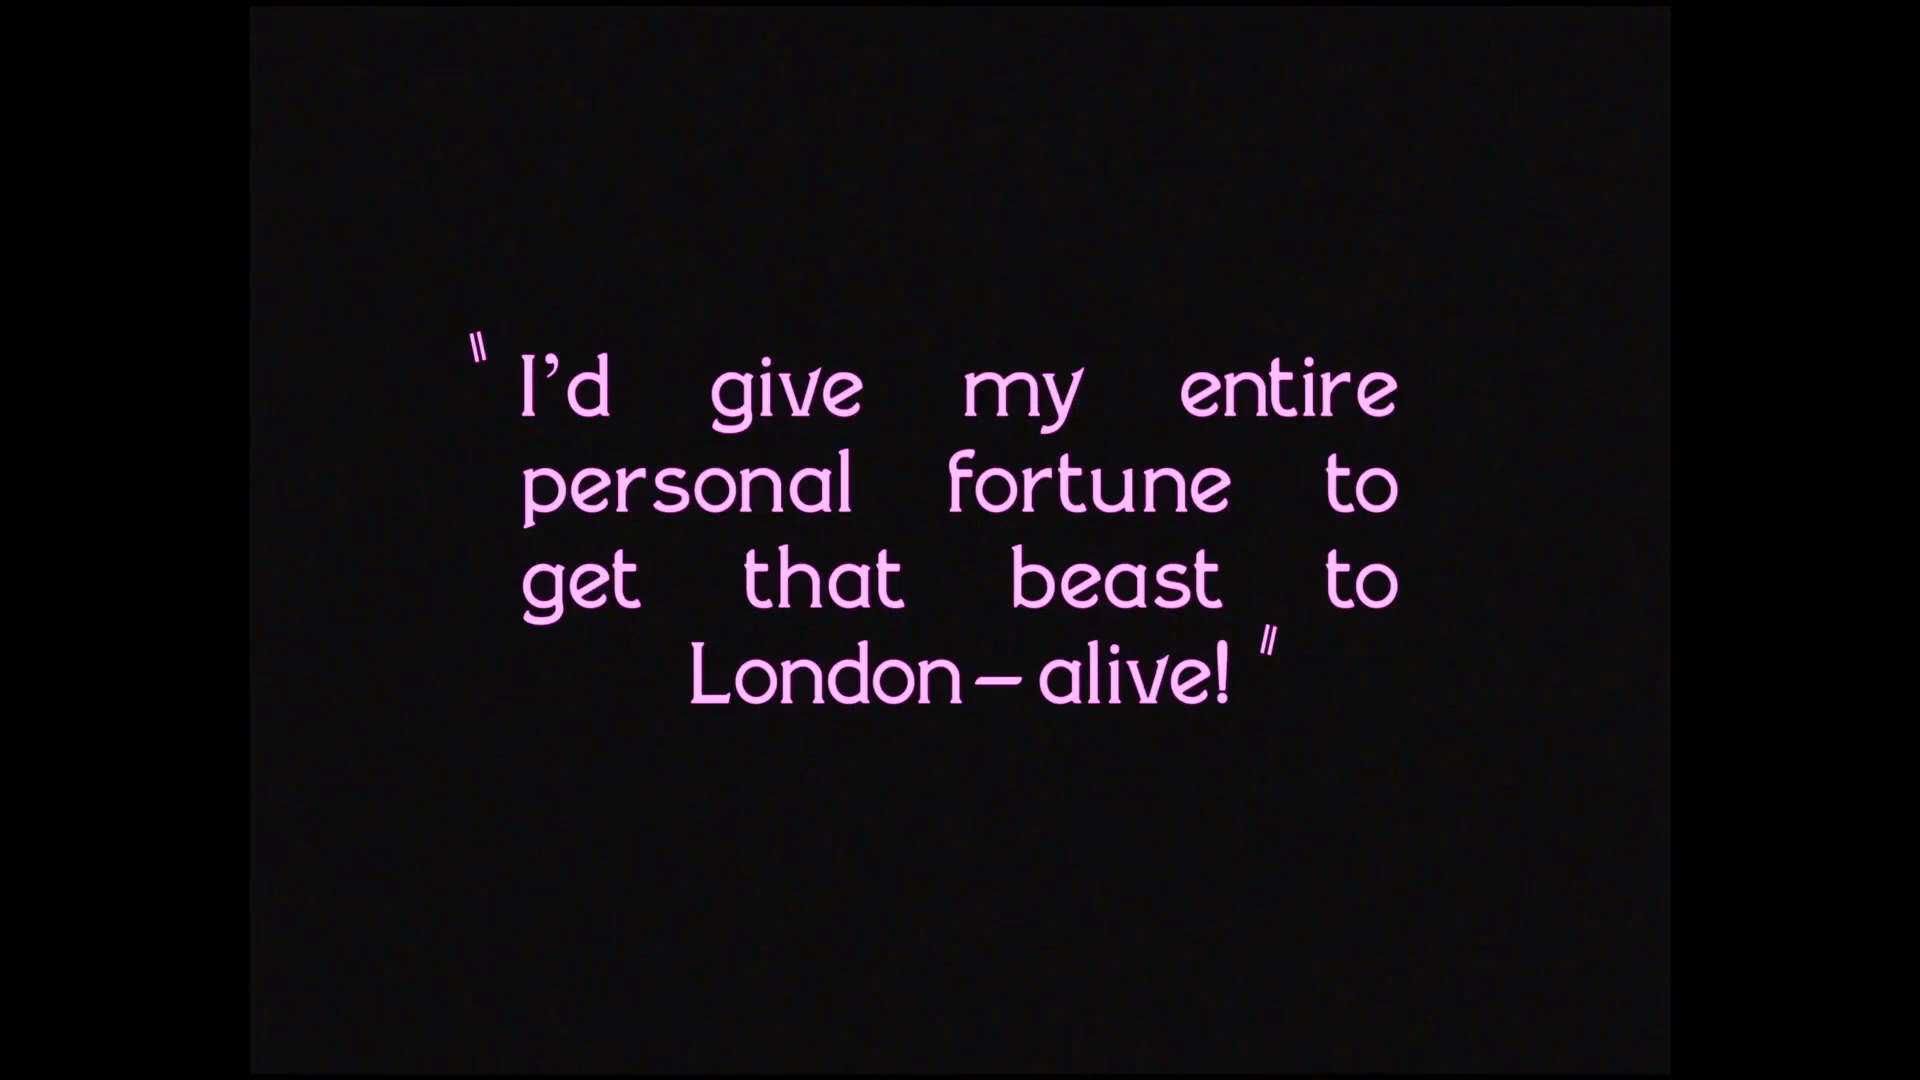 "I'd give my entire
personal fortune to
get that beast to
London–alive!"